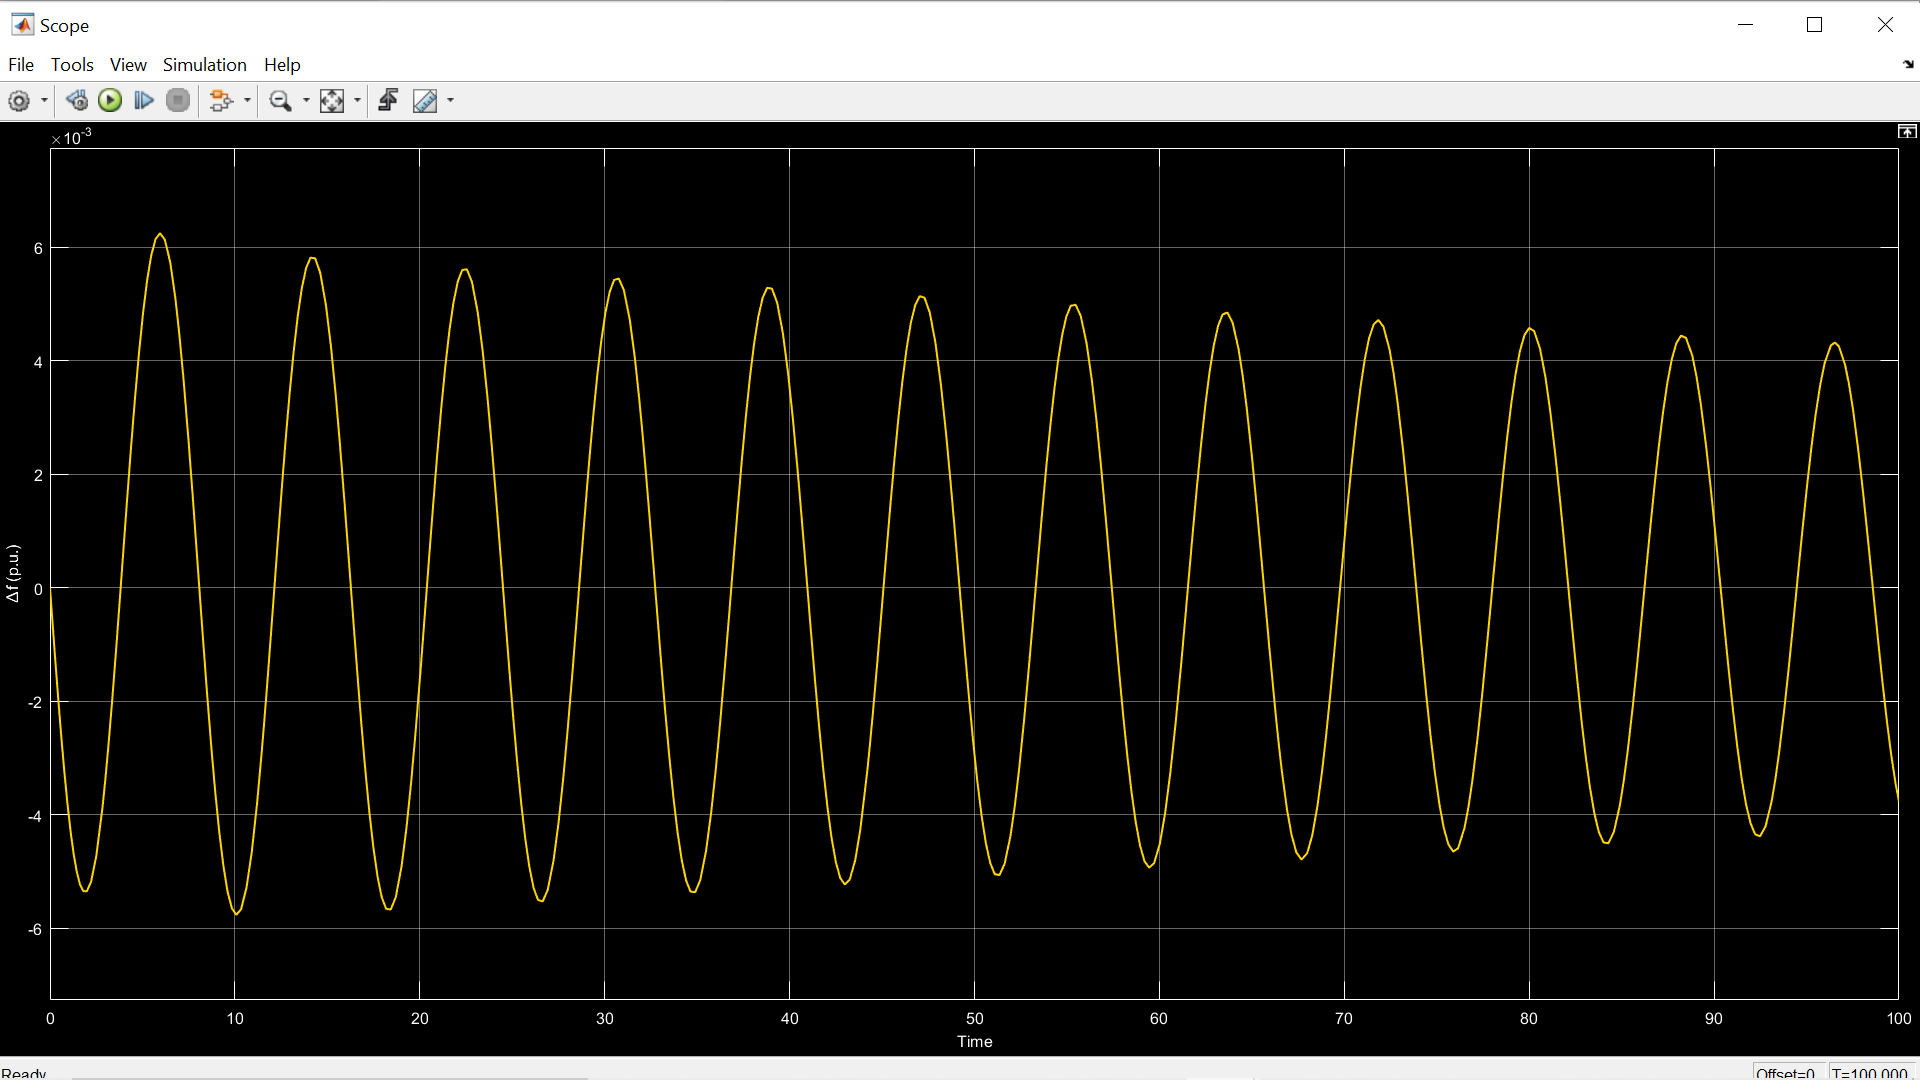 Scope
File Tools View Simulation Help
×10-3
6
4
2
0
-2
-4
-6
Δf (p.u.)
0 10 20 30 40 50 60 70 80 90 100
Time
Ready
Offset=0 T=100.000